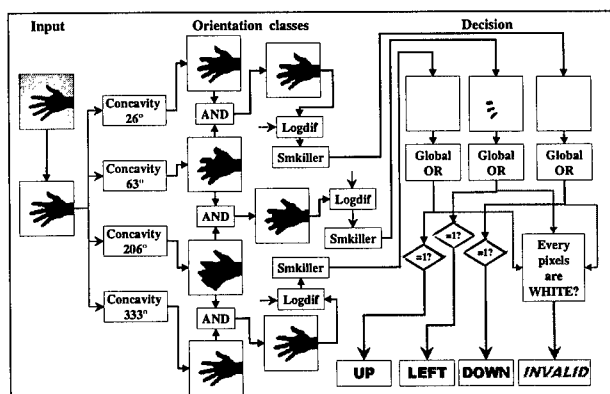 Input
Orientation classes
Decision
Concavity
26°
AND
Logdif
Smkiller
Concavity
63°
AND
Logdif
Smkiller
Concavity
206°
Smkiller
Logdif
AND
Concavity
333°
Global
OR
Global
OR
Global
OR
=1?
=1?
=1?
Every
pixels
are
WHITE?
UP
LEFT
DOWN
INVALID